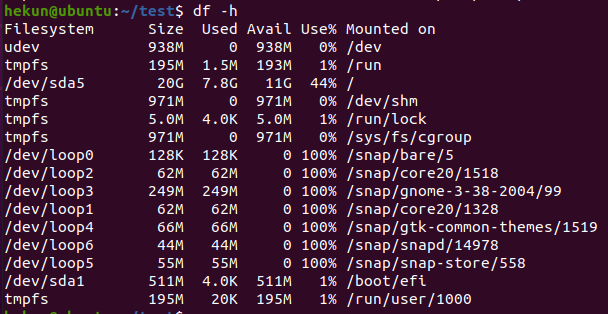 hekun@ubuntu:~/test$ df -h
Filesystem Size Used Avail Use% Mounted on
udev 938M 0 938M 0% /dev
tmpfs 195M 1.5M 193M 1% /run
/dev/sda5 20G 7.8G 11G 44% /
tmpfs 971M 0 971M 0% /dev/shm
tmpfs 5.0M 4.0K 5.0M 1% /run/lock
tmpfs 971M 0 971M 0% /sys/fs/cgroup
/dev/loop0 128K 128K 0 100% /snap/bare/5
/dev/loop2 62M 62M 0 100% /snap/core20/1518
/dev/loop3 249M 249M 0 100% /snap/gnome-3-38-2004/99
/dev/loop1 62M 62M 0 100% /snap/core20/1328
/dev/loop4 66M 66M 0 100% /snap/gtk-common-themes/1519
/dev/loop6 44M 44M 0 100% /snap/snapd/14978
/dev/loop5 55M 55M 0 100% /snap/snap-store/558
/dev/sda1 511M 4.0K 511M 1% /boot/efi
tmpfs 195M 20K 195M 1% /run/user/1000